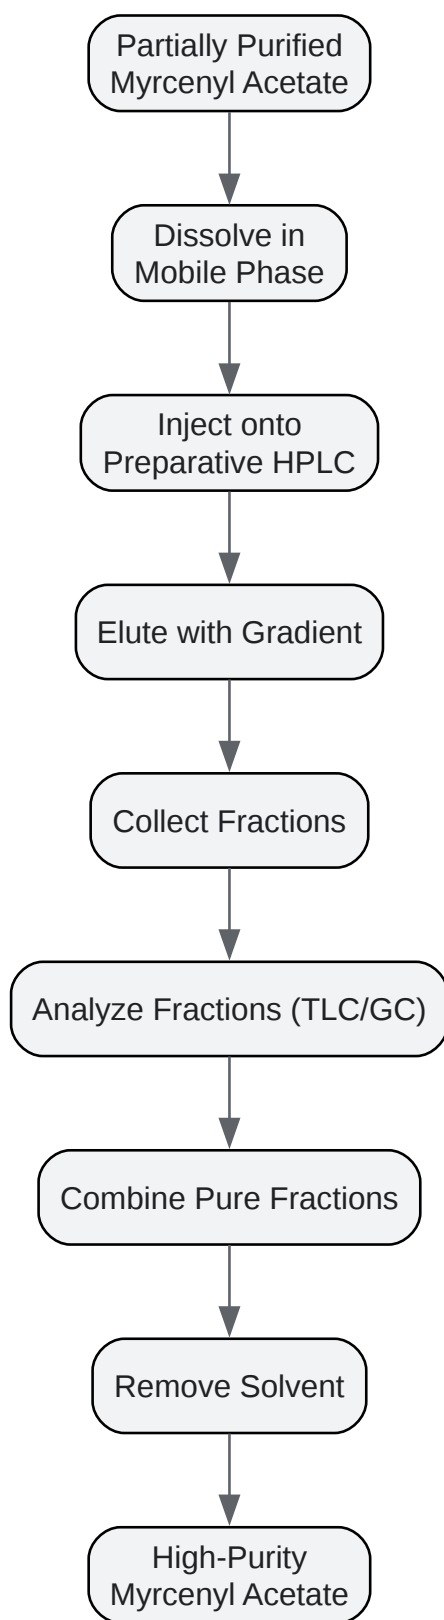 Partially Purified
Myrcenyl Acetate
Dissolve in
Mobile Phase
Inject onto
Preparative HPLC
Elute with Gradient
Collect Fractions
Analyze Fractions (TLC/GC)
Combine Pure Fractions
Remove Solvent
High-Purity
Myrcenyl Acetate